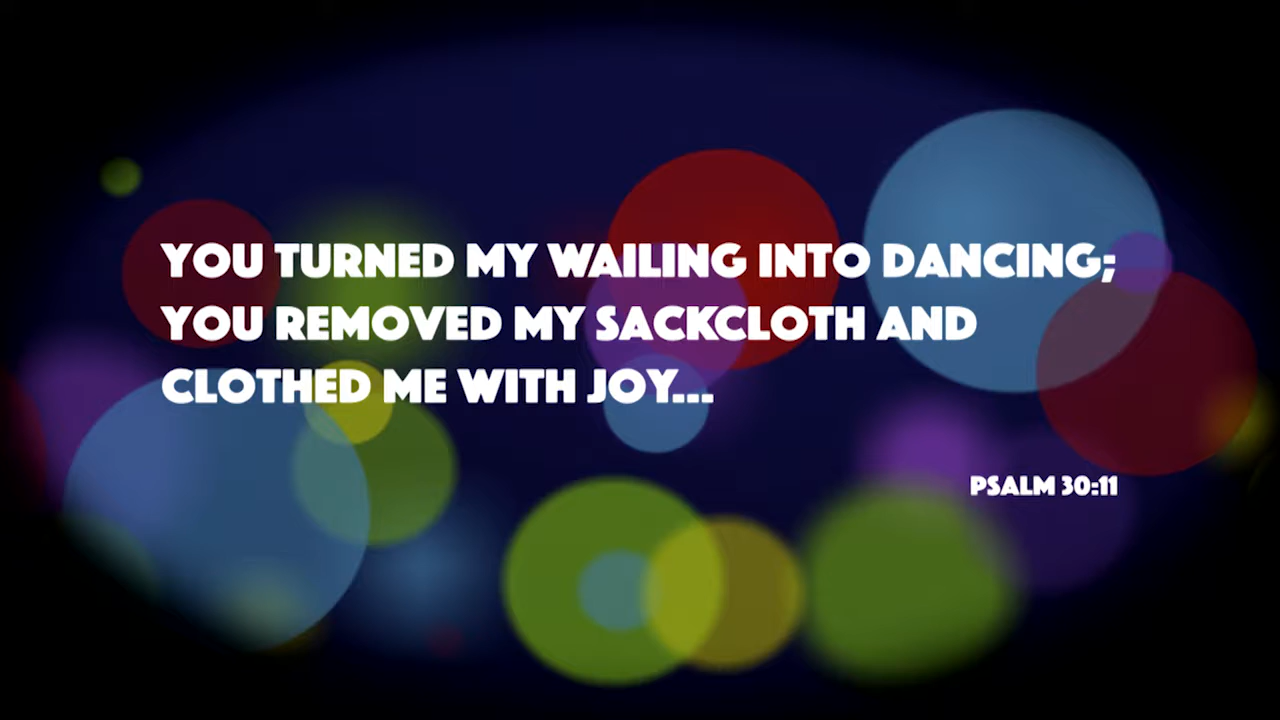 YOU TURNED MY WAILING INTO DANCING;
YOU REMOVED MY SACKCLOTH AND
CLOTHED ME WITH JOY...
PSALM 30:11